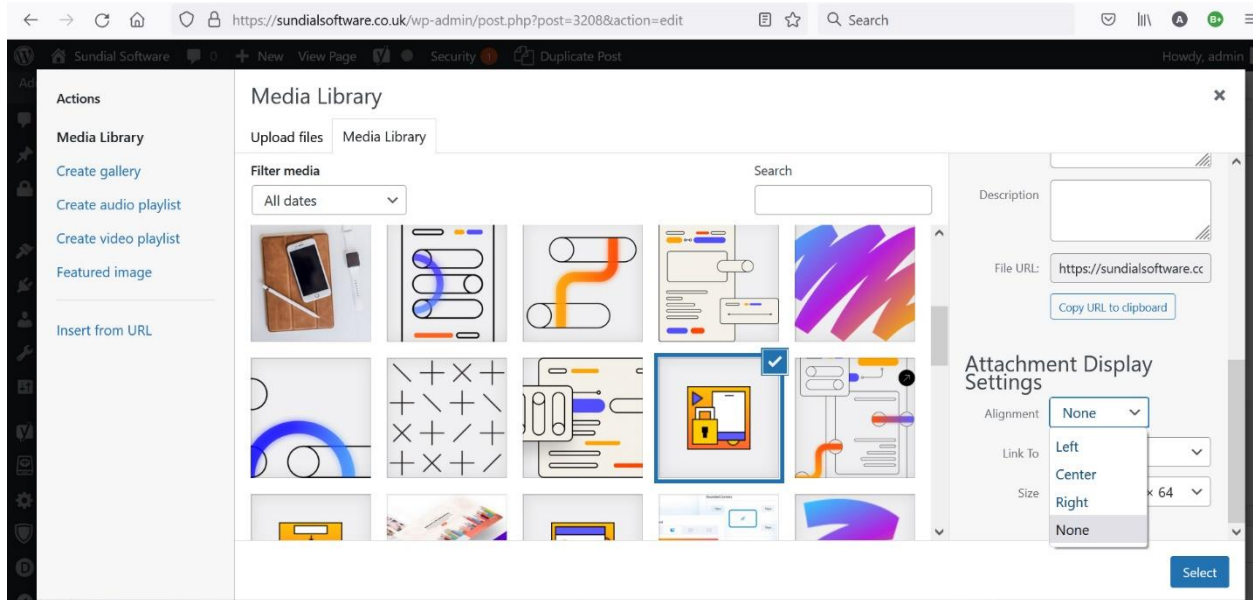 https://sundialsoftware.co.uk/wp-admin/post.php?post=3208&action=edit
Search
A
B+
Sundial Software
0
+ New
View Page
Security 1
Duplicate Post
Howdy, admin
Ad
Actions
Media Library
Create gallery
Create audio playlist
Create video playlist
Featured image
Insert from URL
Media Library
Upload files
Media Library
Filter media
All dates
Search
Description
File URL:
https://sundialsoftware.cc
Copy URL to clipboard
Attachment Display
Settings
Alignment
None
Left
Center
Right
None
Link To
Size
× 64
Select